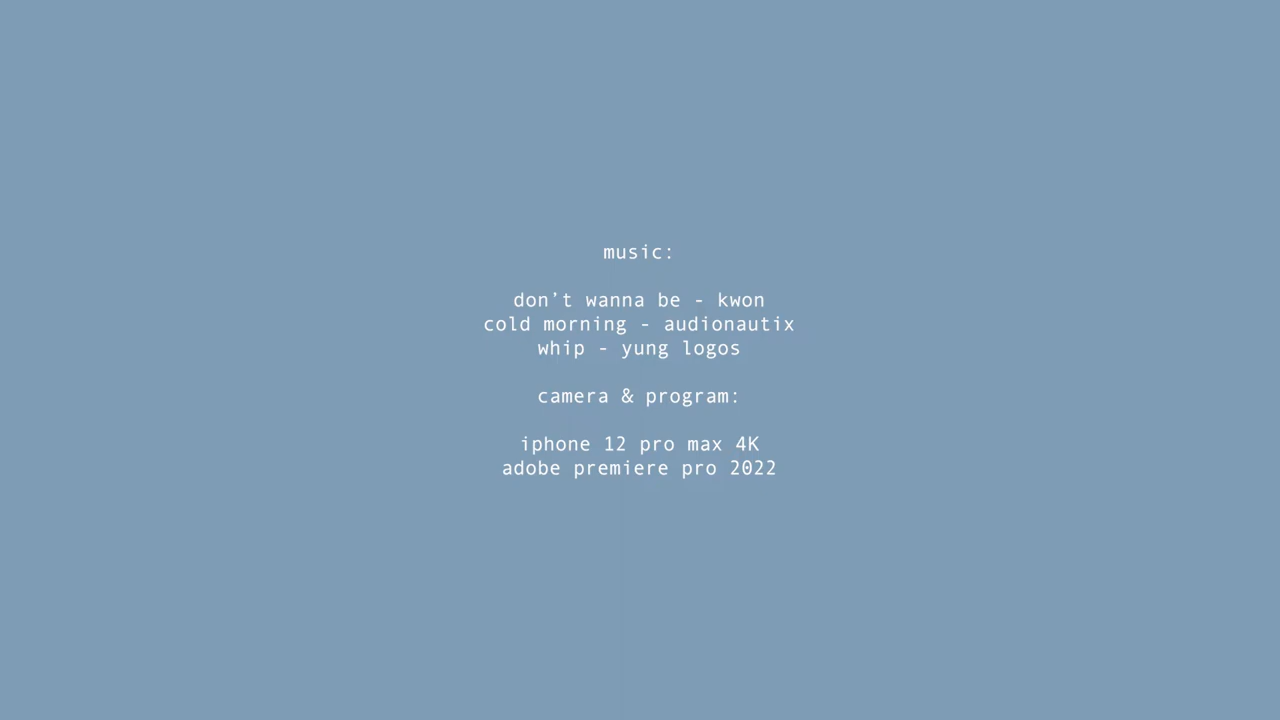 music:
don’t wanna be - kwon
cold morning - audionautix
whip - yung logos
camera & program:
iphone 12 pro max 4K
adobe premiere pro 2022